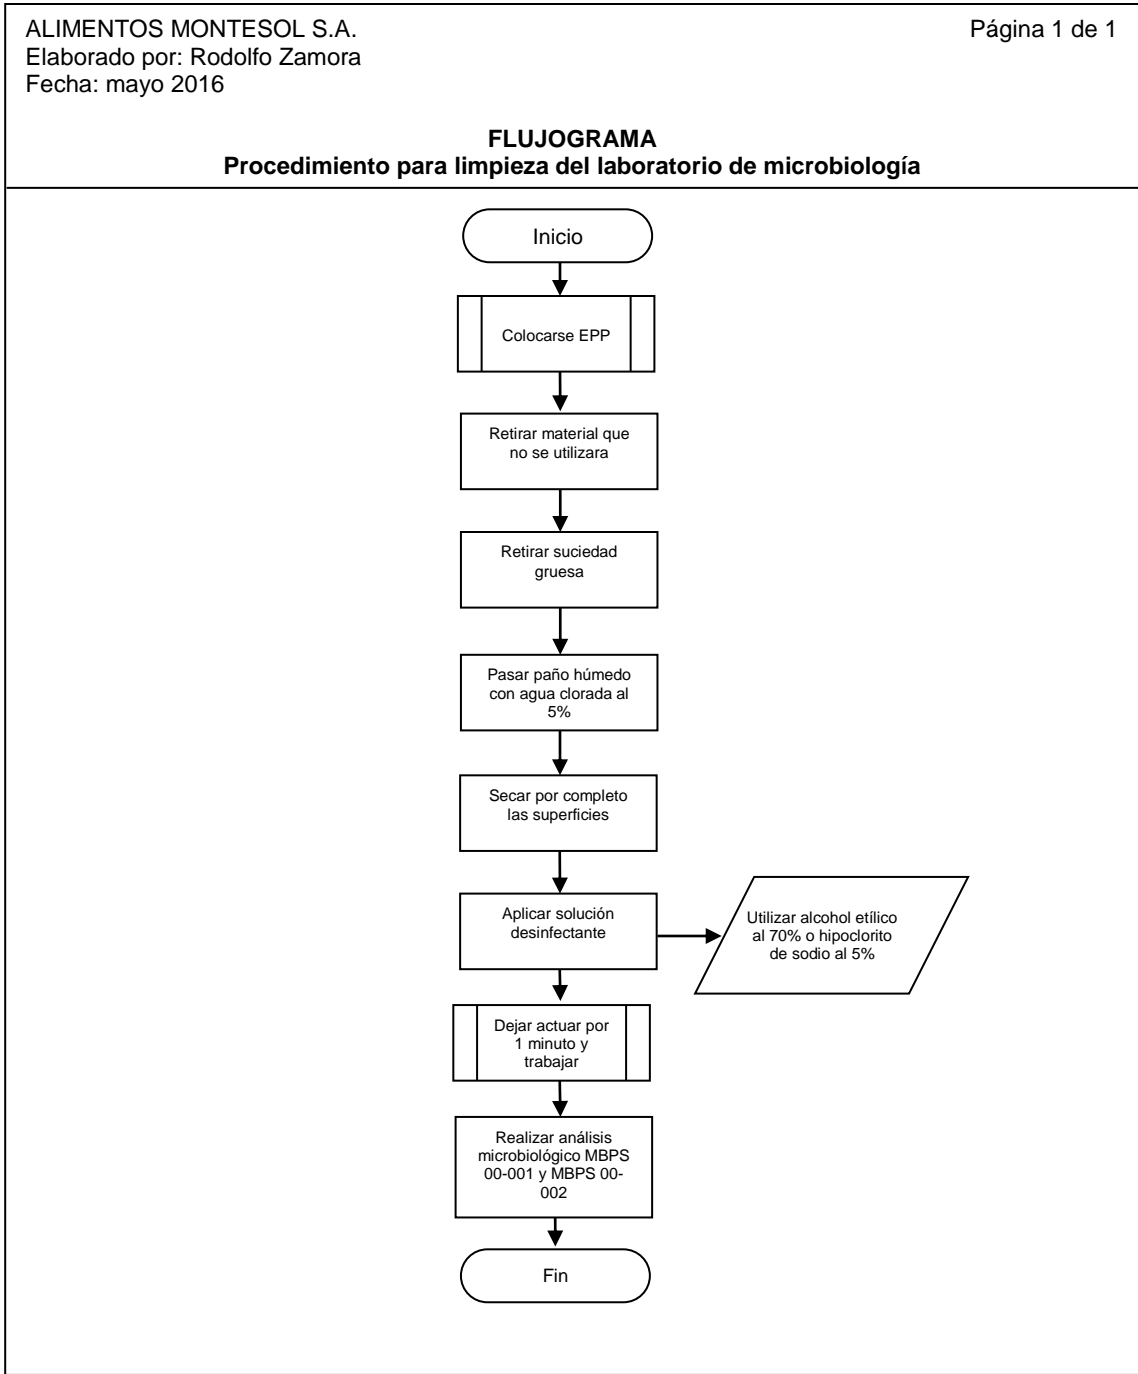 ALIMENTOS MONTESOL S.A.
Página 1 de 1
Elaborado por: Rodolfo Zamora
Fecha: mayo 2016
FLUJOGRAMA
Procedimiento para limpieza del laboratorio de microbiología
Inicio
Colocarse EPP
Retirar material que
no se utilizara
Retirar suciedad
gruesa
Pasar paño húmedo
con agua clorada al
5%
Secar por completo
las superficies
Aplicar solución
desinfectante
Utilizar alcohol etílico
al 70% o hipoclorito
de sodio al 5%
Dejar actuar por
1 minuto y
trabajar
Realizar análisis
microbiológico MBPS
00-001 y MBPS 00-
002
Fin